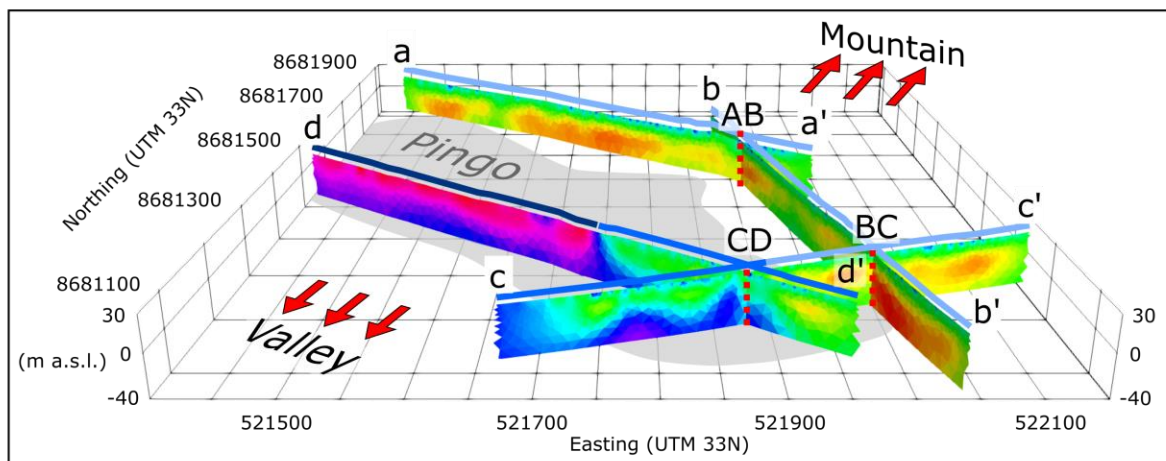 Mountain
8681900
a
8681700
b
AB
a'
8681500
d
Pingo
Northing (UTM 33N)
8681300
c'
CD
BC
8681100
c
d'
b'
30
30
Valley
(m a.s.l.)
0
0
-40
-40
521500
521700
521900
522100
Easting (UTM 33N)